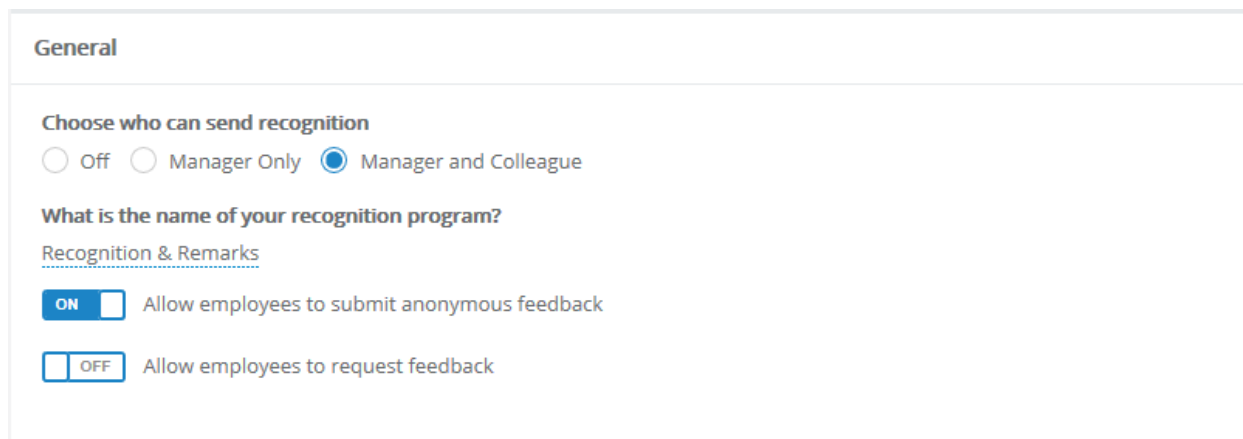 General
Choose who can send recognition
Off Manager Only Manager and Colleague
What is the name of your recognition program?
Recognition & Remarks
ON Allow employees to submit anonymous feedback
OFF Allow employees to request feedback